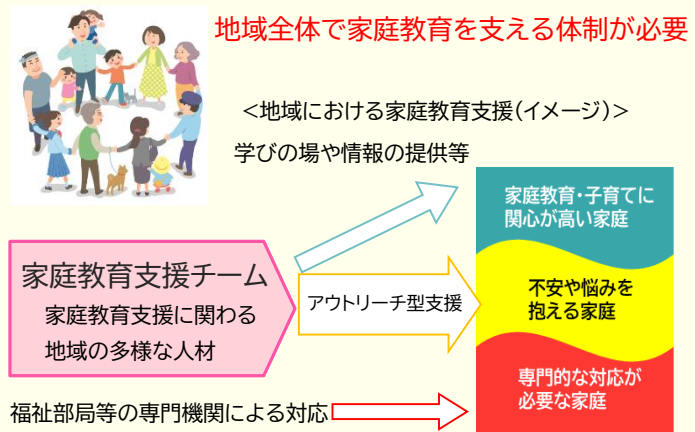 地域全体で家庭教育を支える体制が必要
<地域における家庭教育支援(イメージ)>
学びの場や情報の提供等
家庭教育・子育てに
関心が高い家庭
家庭教育支援チーム
家庭教育支援に関わる
地域の多様な人材
アウトリーチ型支援
不安や悩みを
抱える家庭
専門的な対応が
必要な家庭
福祉部局等の専門機関による対応